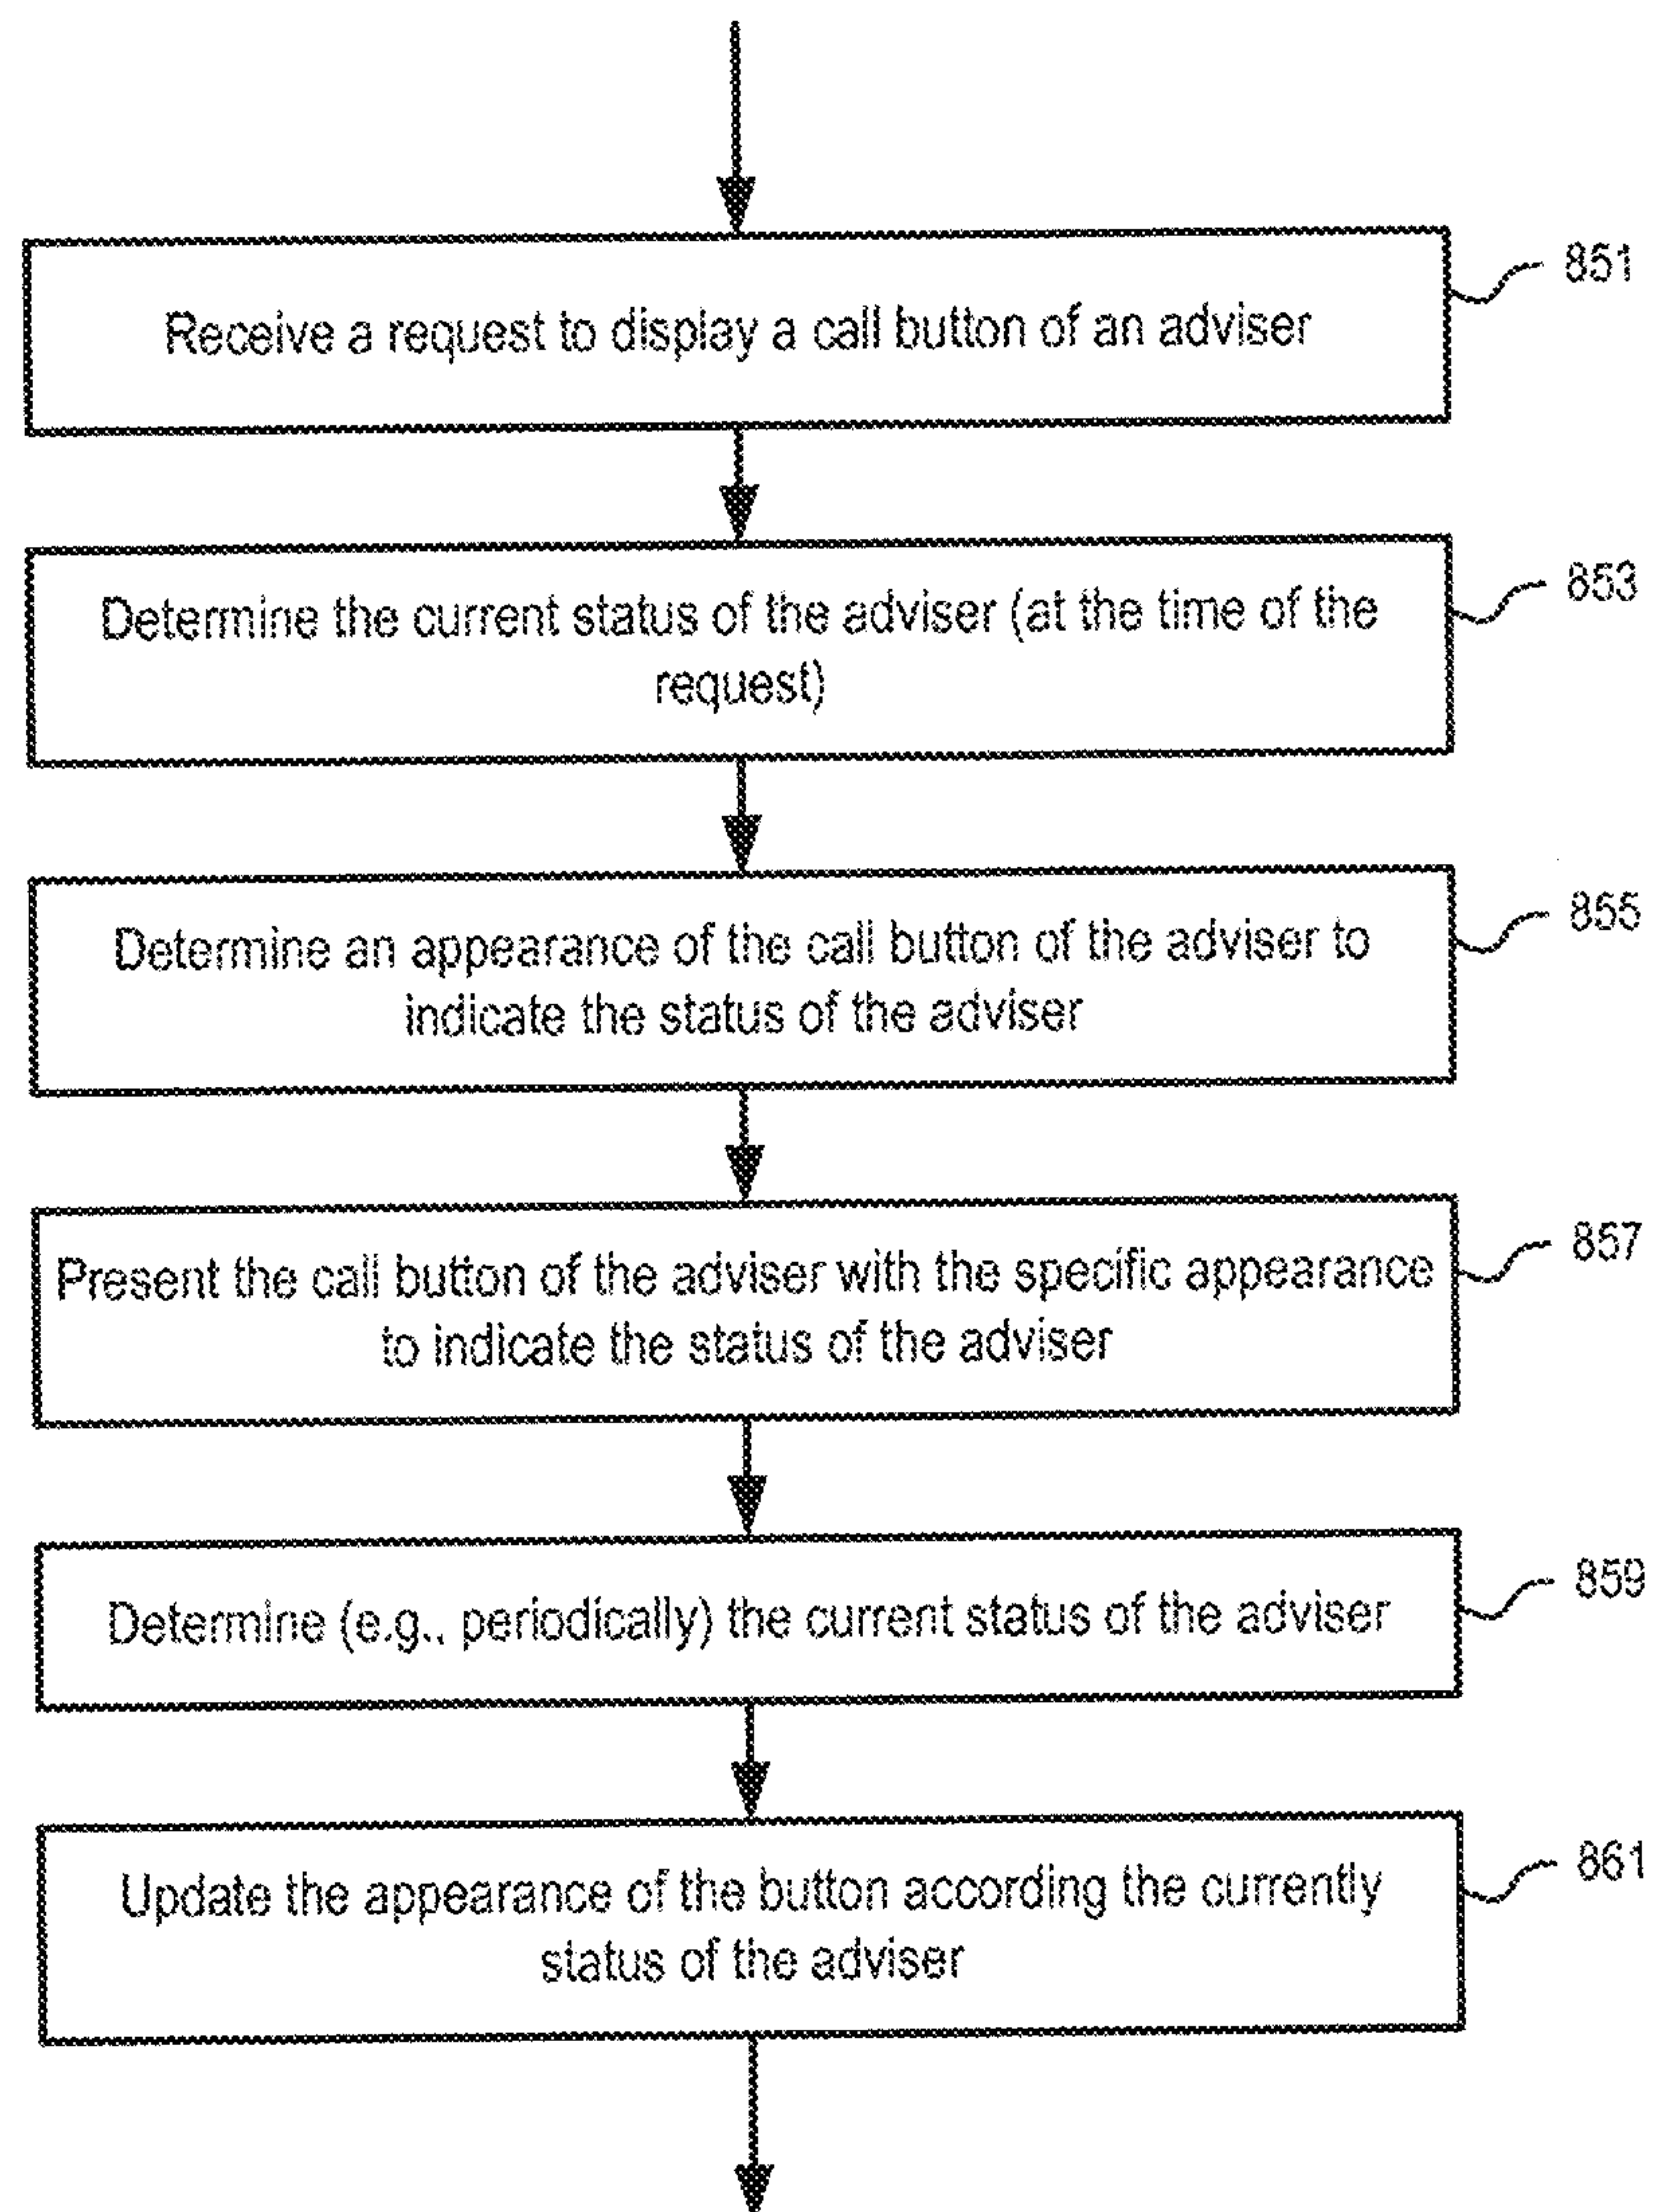 Receive a request to display a call button of an adviser
851
Determine the current status of the adviser (at the time of the
request)
853
Determine an appearance of the call button of the adviser to
indicate the status of the adviser
855
Present the call button of the adviser with the specific appearance
to indicate the status of the adviser
857
Determine (e.g., periodically) the current status of the adviser
859
Update the appearance of the button according the currently
status of the adviser
861